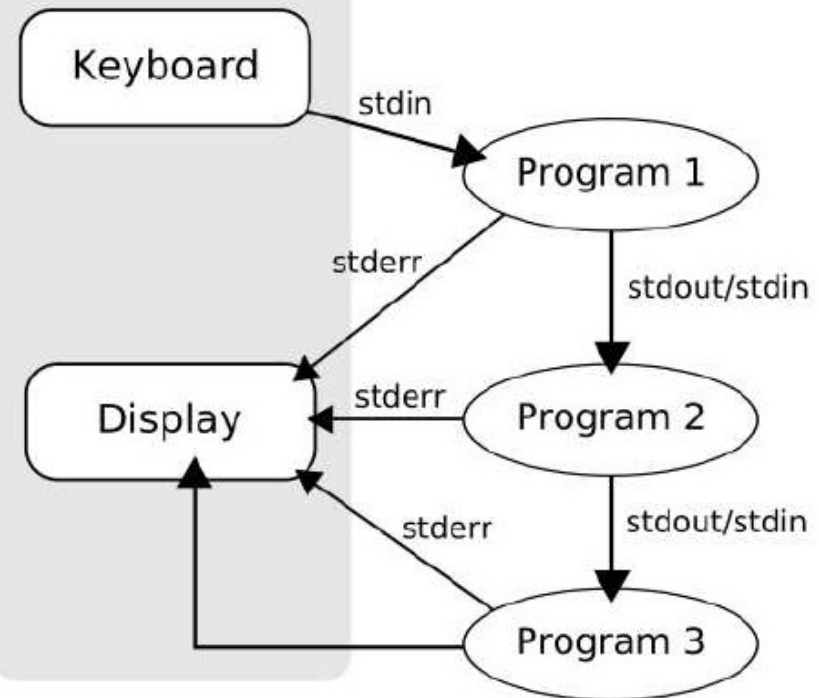 Keyboard
stdin
Program 1
stderr
stdout/stdin
Display
stderr
Program 2
stderr
stdout/stdin
Program 3